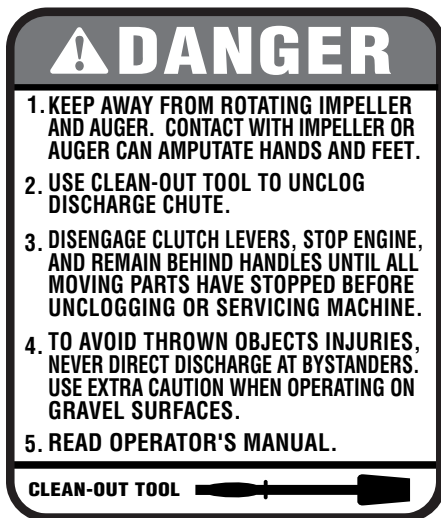 DANGER
1. KEEP AWAY FROM ROTATING IMPELLER
AND AUGER. CONTACT WITH IMPELLER OR
AUGER CAN AMPUTATE HANDS AND FEET.
2. USE CLEAN-OUT TOOL TO UNCLOG
DISCHARGE CHUTE.
3. DISENGAGE CLUTCH LEVERS, STOP ENGINE,
AND REMAIN BEHIND HANDLES UNTIL ALL
MOVING PARTS HAVE STOPPED BEFORE
UNCLOGGING OR SERVICING MACHINE.
4. TO AVOID THROWN OBJECTS INJURIES,
NEVER DIRECT DISCHARGE AT BYSTANDERS.
USE EXTRA CAUTION WHEN OPERATING ON
GRAVEL SURFACES.
5. READ OPERATOR'S MANUAL.
CLEAN-OUT TOOL